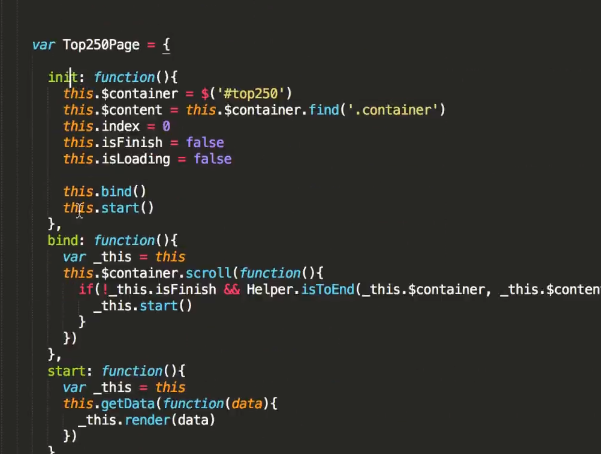 var Top250Page = {
init: function(){
this.$container = $('#top250')
this.$content = this.$container.find('.container')
this.index = 0
this.isFinish = false
this.isLoading = false
this.bind()
this.start()
},
bind: function(){
var _this = this
this.$container.scroll(function(){
if(!_this.isFinish && Helper.isToEnd(_this.$container, _this.$conten
_this.start()
}
})
},
start: function(){
var _this = this
this.getData(function(data){
_this.render(data)
})
},